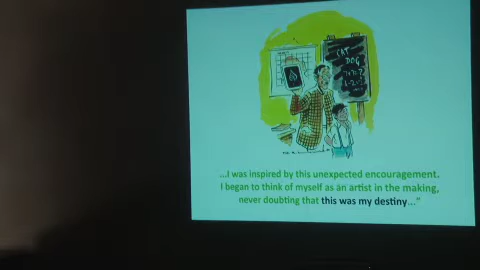 CAT
DOG
...I was inspired by this unexpected encouragement.
I began to think of myself as an artist in the making,
never doubting that this was my destiny..."